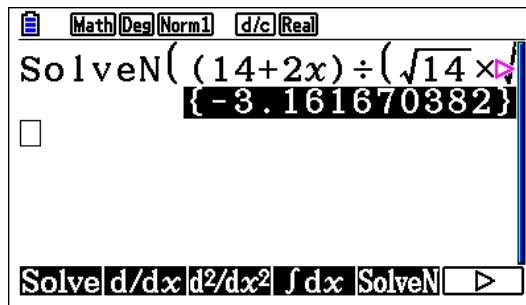 Math Deg Norm1 d/c Real
SolveN((14+2x)÷(√14×√
{-3.161670382}
Solve d/dx d²/dx² ∫dx SolveN ▷